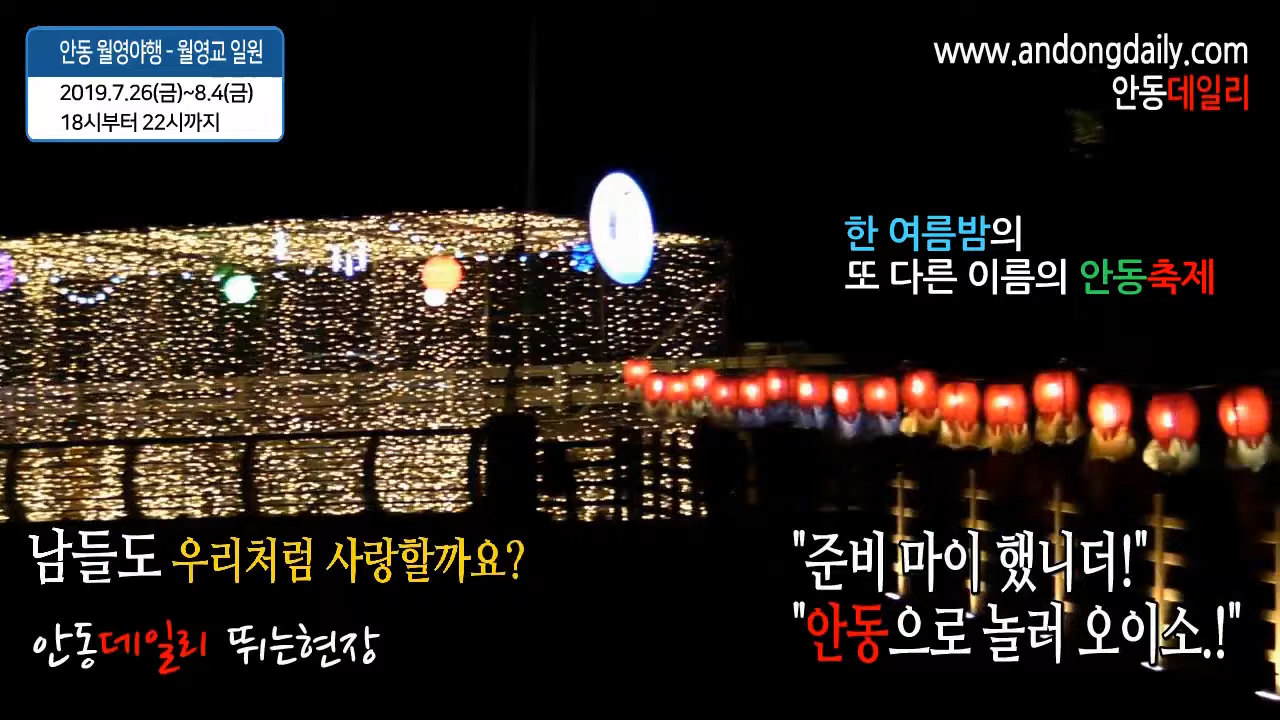 안동 월영야행 - 월영교 일원
2019.7.26(금)~8.4(금)
18시부터 22시까지
www.andongdaily.com
안동데일리
한 여름밤의
또 다른 이름의 안동축제
남들도 우리처럼 사랑할까요?
안동데일리 뛰는현장
"준비 마이 했니더!"
"안동으로 놀러 오이소.!"